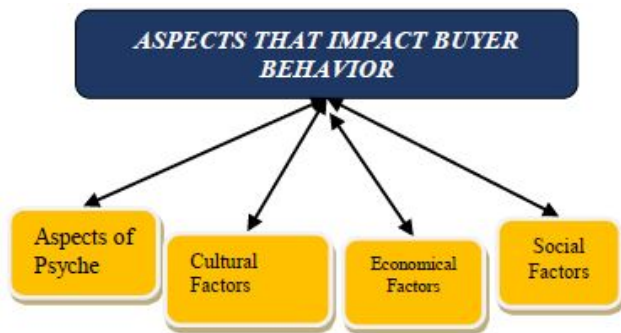 ASPECTS THAT IMPACT BUYER
BEHAVIOR
Aspects of
Psyche
Cultural
Factors
Economical
Factors
Social
Factors